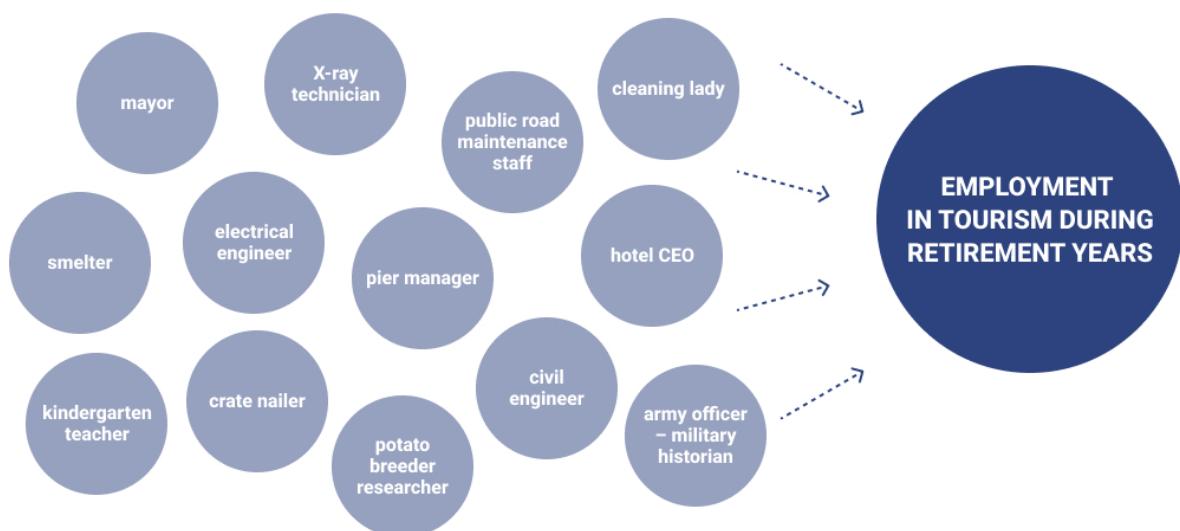 mayor
X-ray
technician
public road
maintenance
staff
cleaning lady
smelter
electrical
engineer
pier manager
hotel CEO
kindergarten
teacher
crate nailer
potato
breeder
researcher
civil
engineer
army officer
– military
historian
EMPLOYMENT
IN TOURISM DURING
RETIREMENT YEARS